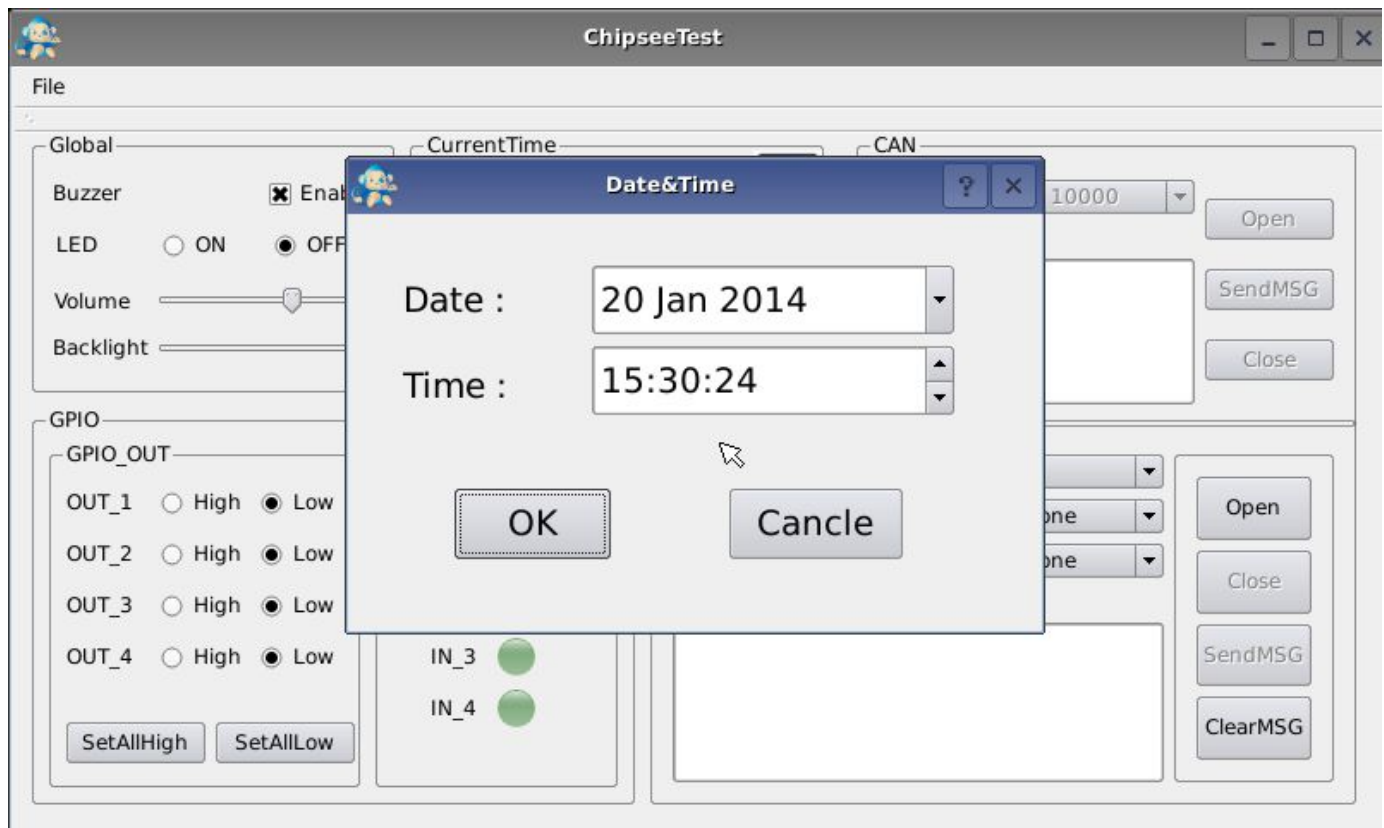 ChipseeTest
File
Global
CurrentTime
CAN
Buzzer
LED ON OFF
Volume
Backlight
10000
Open
SendMSG
Close
Date&Time
Date :
20 Jan 2014
Time :
15:30:24
OK
Cancle
GPIO
GPIO_OUT
OUT_1 High Low
OUT_2 High Low
OUT_3 High Low
OUT_4 High Low
SetAllHigh
SetAllLow
IN_3
IN_4
Open
Close
SendMSG
ClearMSG